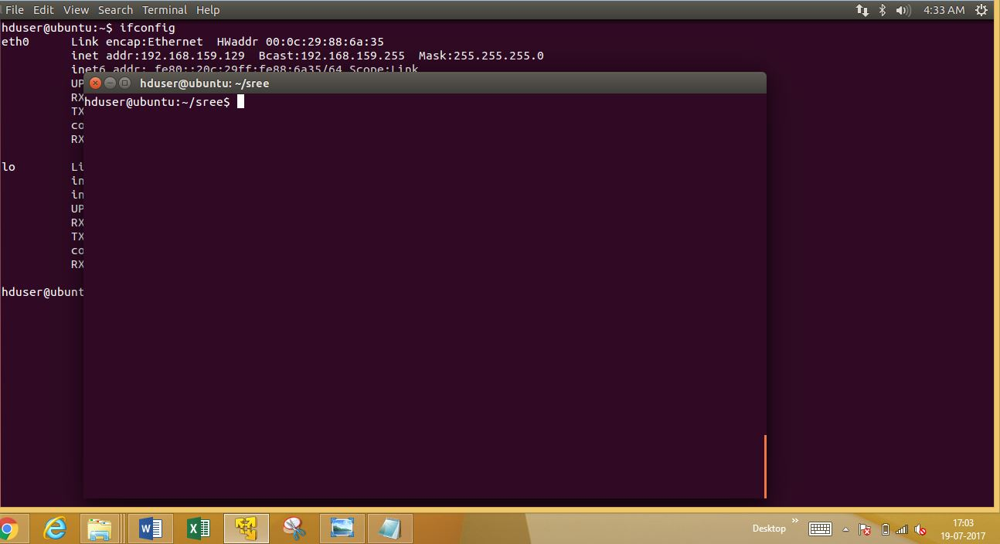 File Edit View Search Terminal Help 4:33 AM
hduser@ubuntu:~$ ifconfig
eth0 Link encap:Ethernet HWaddr 00:0c:29:88:6a:35
inet addr:192.168.159.129 Bcast:192.168.159.255 Mask:255.255.255.0
inet6 addr: fe80::20c:29ff:fe88:6a35/64 Scope:Link
UP
RX
TX
co
RX
lo Li
in
in
UP
RX
TX
co
RX
hduser@ubunt
hduser@ubuntu: ~/sree
hduser@ubuntu:~/sree$
Desktop
17:03
19-07-2017